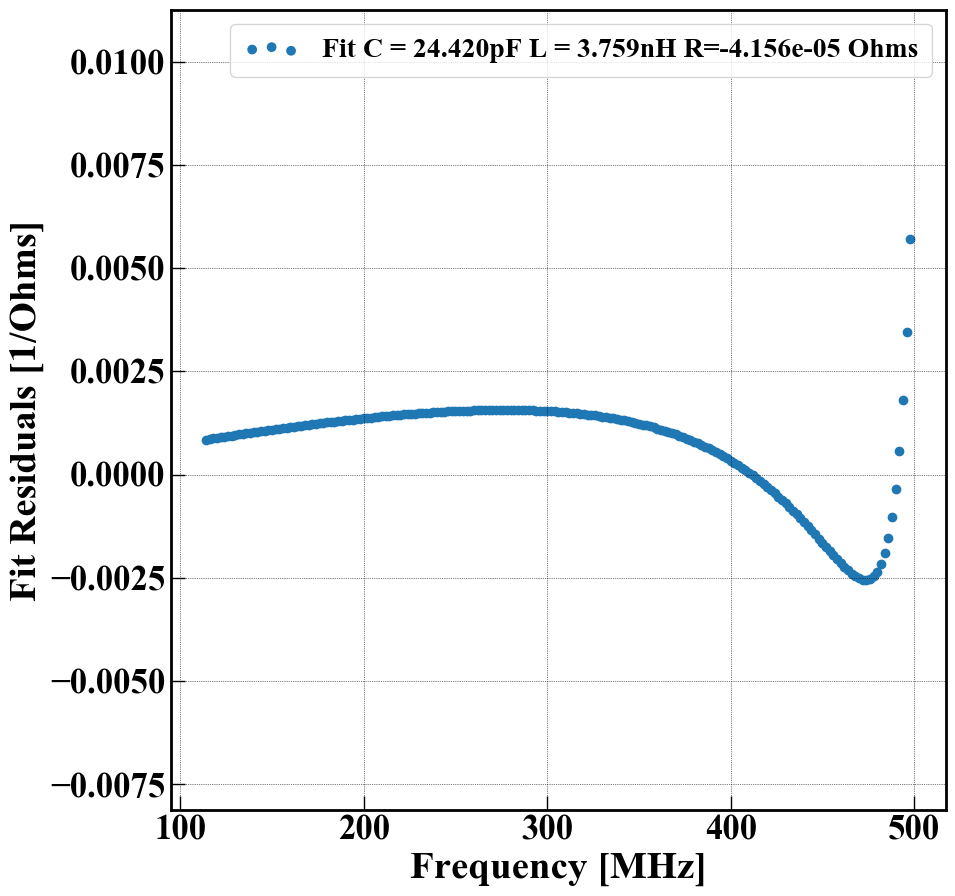 Fit C = 24.420pF L = 3.759nH R=-4.156e-05 Ohms
0.0100
0.0075
0.0050
0.0025
0.0000
−0.0025
−0.0050
−0.0075
Fit Residuals [1/Ohms]
100 200 300 400 500
Frequency [MHz]